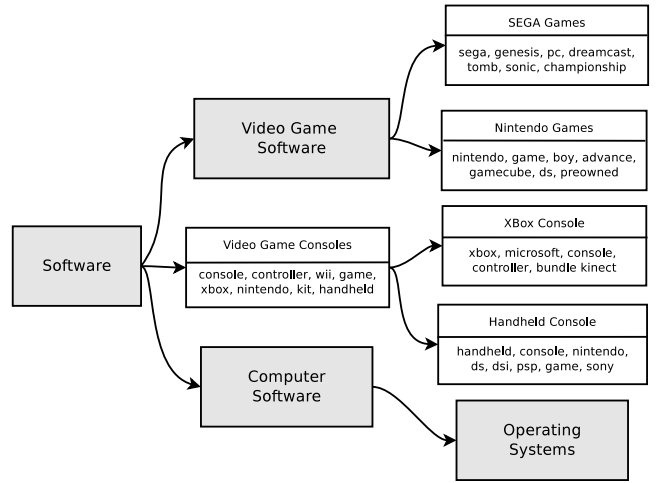 Software
Video Game
Software
SEGA Games
sega, genesis, pc, dreamcast,
tomb, sonic, championship
Nintendo Games
nintendo, game, boy, advance,
gamecube, ds, preowned
Video Game Consoles
console, controller, wii, game,
xbox, nintendo, kit, handheld
XBox Console
xbox, microsoft, console,
controller, bundle kinect
Handheld Console
handheld, console, nintendo,
ds, dsi, psp, game, sony
Computer
Software
Operating
Systems